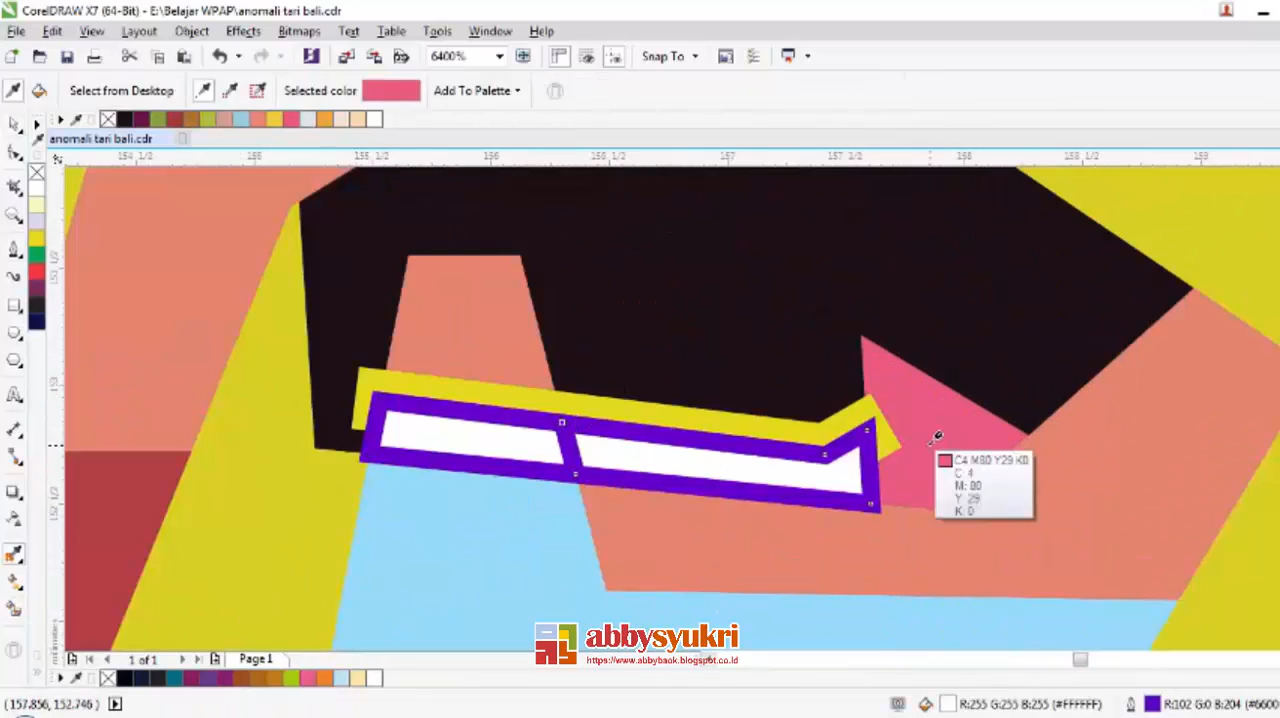 CorelDRAW X7 (64-Bit) - E:\Belajar WPAP\anomali tari bali.cdr
File Edit View Layout Object Effects Bitmaps Text Table Tools Window Help
6400% Snap To
Select from Desktop Selected color Add To Palette
anomali tari bali.cdr
154 1/2 155 155 1/2 156 156 1/2 157 157 1/2 158 158 1/2 159
C4 M80 Y29 K0
C: 4
M: 80
Y: 29
K: 0
abbysyukri
https://www.abbybaok.blogspot.co.id
1 of 1 Page 1
(157.856, 152.746 ) R:255 G:255 B:255 (#FFFFFF) R:102 G:0 B:204 (#6600